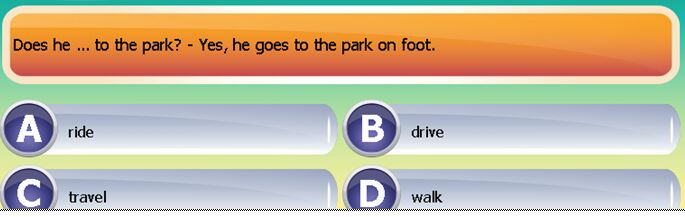 Does he ... to the park? - Yes, he goes to the park on foot.
A ride
B drive
C travel
D walk